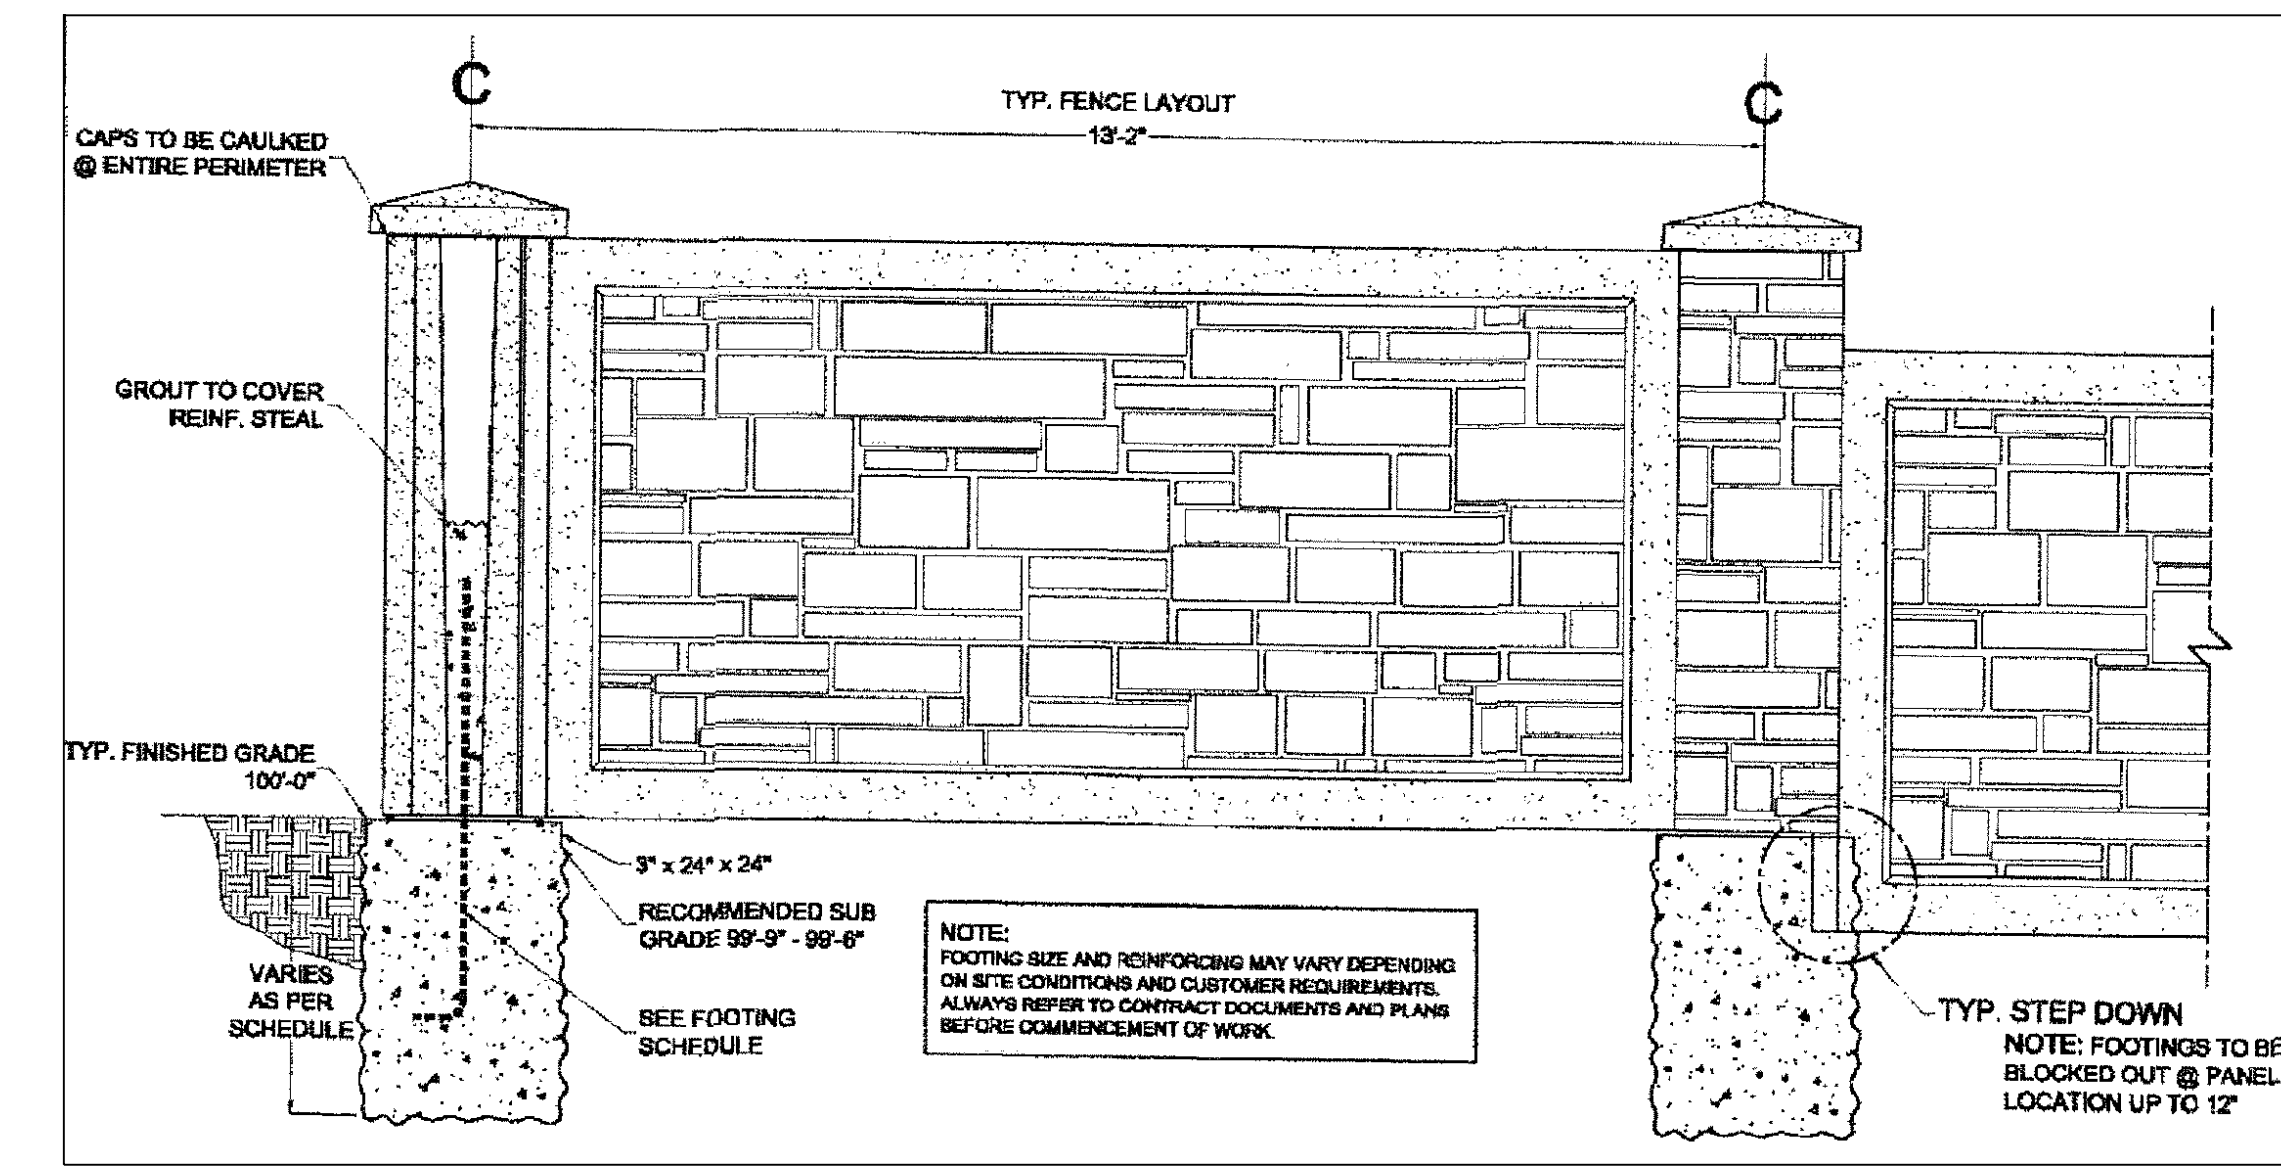 C
C
TYP. FENCE LAYOUT
13'-2"
CAPS TO BE CAULKED
@ ENTIRE PERIMETER
GROUT TO COVER
REINF. STEAL
TYP. FINISHED GRADE
100'-0"
3" x 24" x 24"
RECOMMENDED SUB
GRADE 99'-9" - 99'-6"
VARIES
AS PER
SCHEDULE
SEE FOOTING
SCHEDULE
NOTE:
FOOTING SIZE AND REINFORCING MAY VARY DEPENDING
ON SITE CONDITIONS AND CUSTOMER REQUIREMENTS.
ALWAYS REFER TO CONTRACT DOCUMENTS AND PLANS
BEFORE COMMENCEMENT OF WORK.
TYP. STEP DOWN
NOTE: FOOTINGS TO BE
BLOCKED OUT @ PANEL
LOCATION UP TO 12"